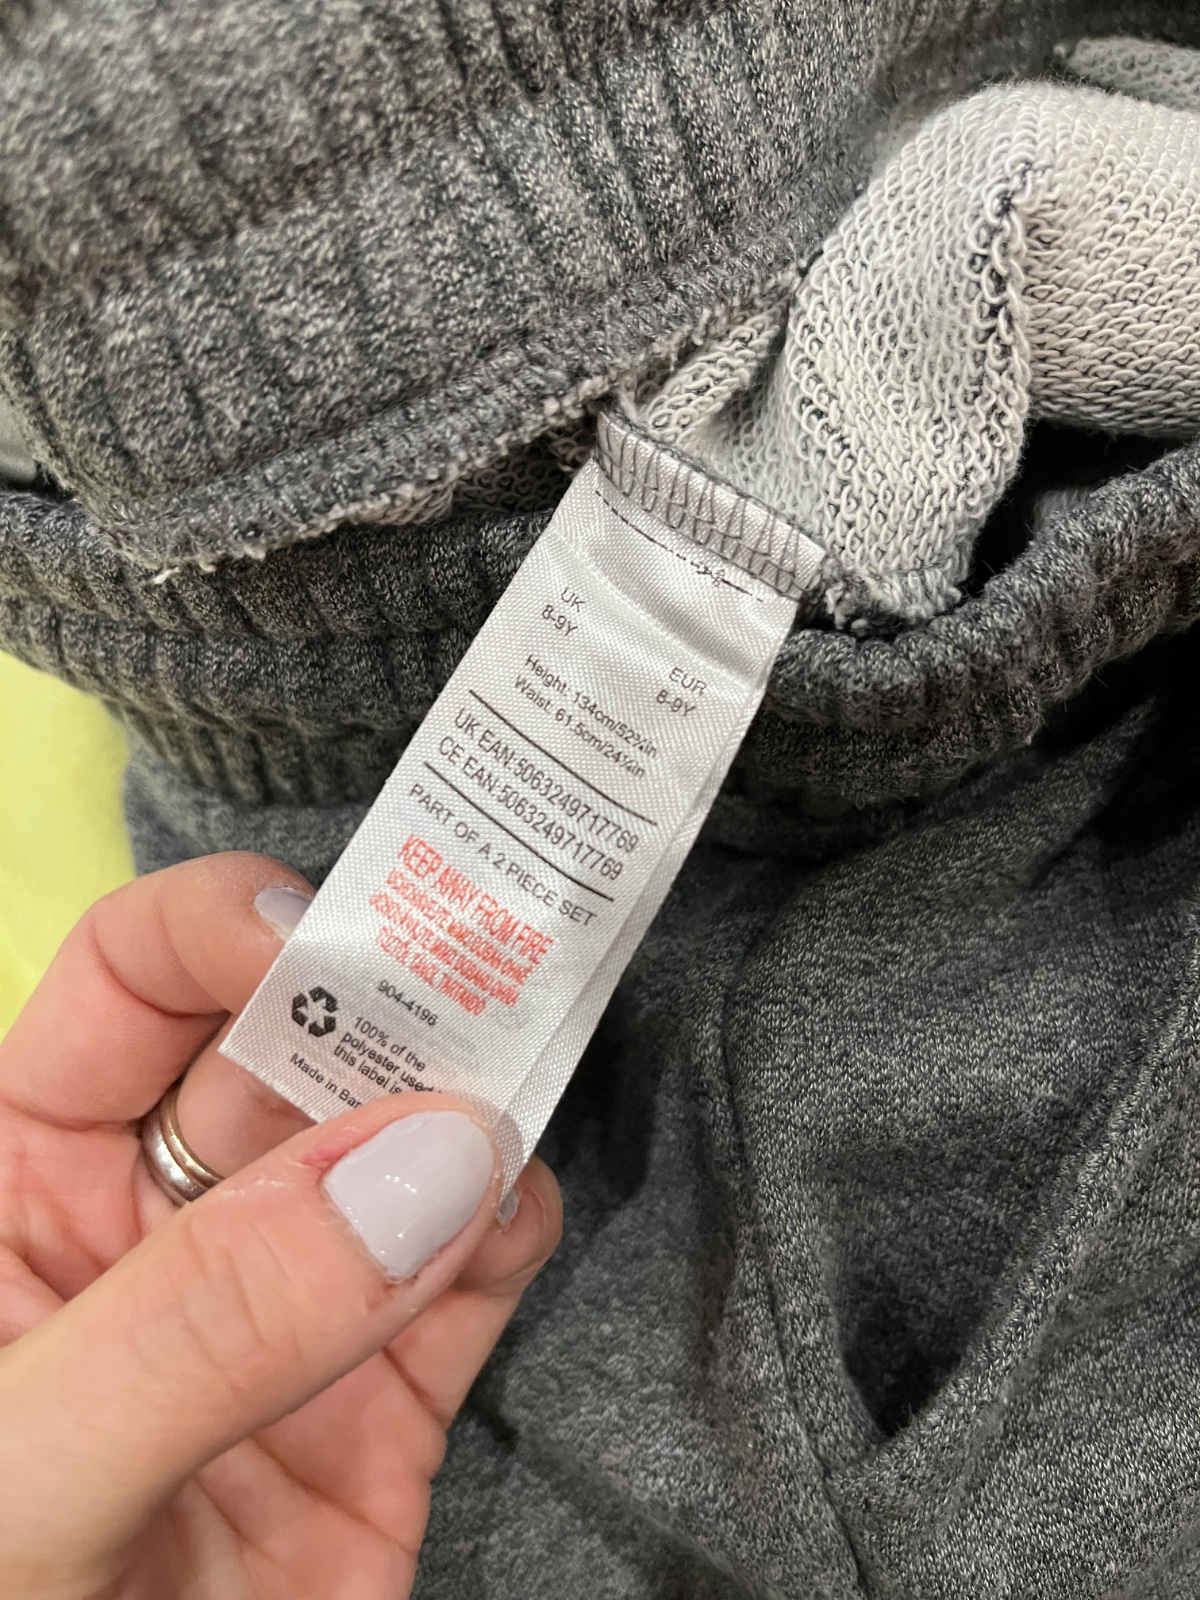 UK
8-9Y
EUR
8-9Y
Height: 134cm/52¾in
Waist: 61.5cm/24¼in
UK EAN:5063249717769
CE EAN:5063249717769
PART OF A 2 PIECE SET
KEEP AWAY FROM FIRE
904-4196
100% of the
polyester used
this label is
Made in